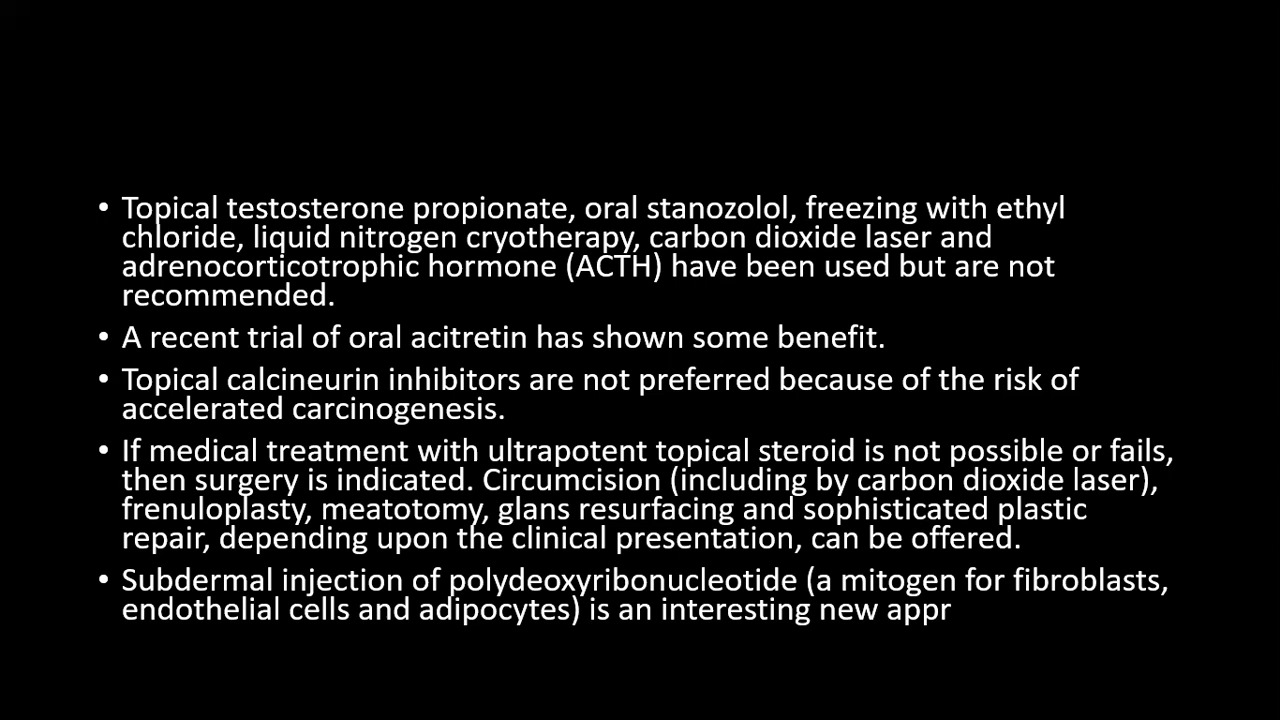 • Topical testosterone propionate, oral stanozolol, freezing with ethyl
chloride, liquid nitrogen cryotherapy, carbon dioxide laser and
adrenocorticotrophic hormone (ACTH) have been used but are not
recommended.
• A recent trial of oral acitretin has shown some benefit.
• Topical calcineurin inhibitors are not preferred because of the risk of
accelerated carcinogenesis.
• If medical treatment with ultrapotent topical steroid is not possible or fails,
then surgery is indicated. Circumcision (including by carbon dioxide laser),
frenuloplasty, meatotomy, glans resurfacing and sophisticated plastic
repair, depending upon the clinical presentation, can be offered.
• Subdermal injection of polydeoxyribonucleotide (a mitogen for fibroblasts,
endothelial cells and adipocytes) is an interesting new appr